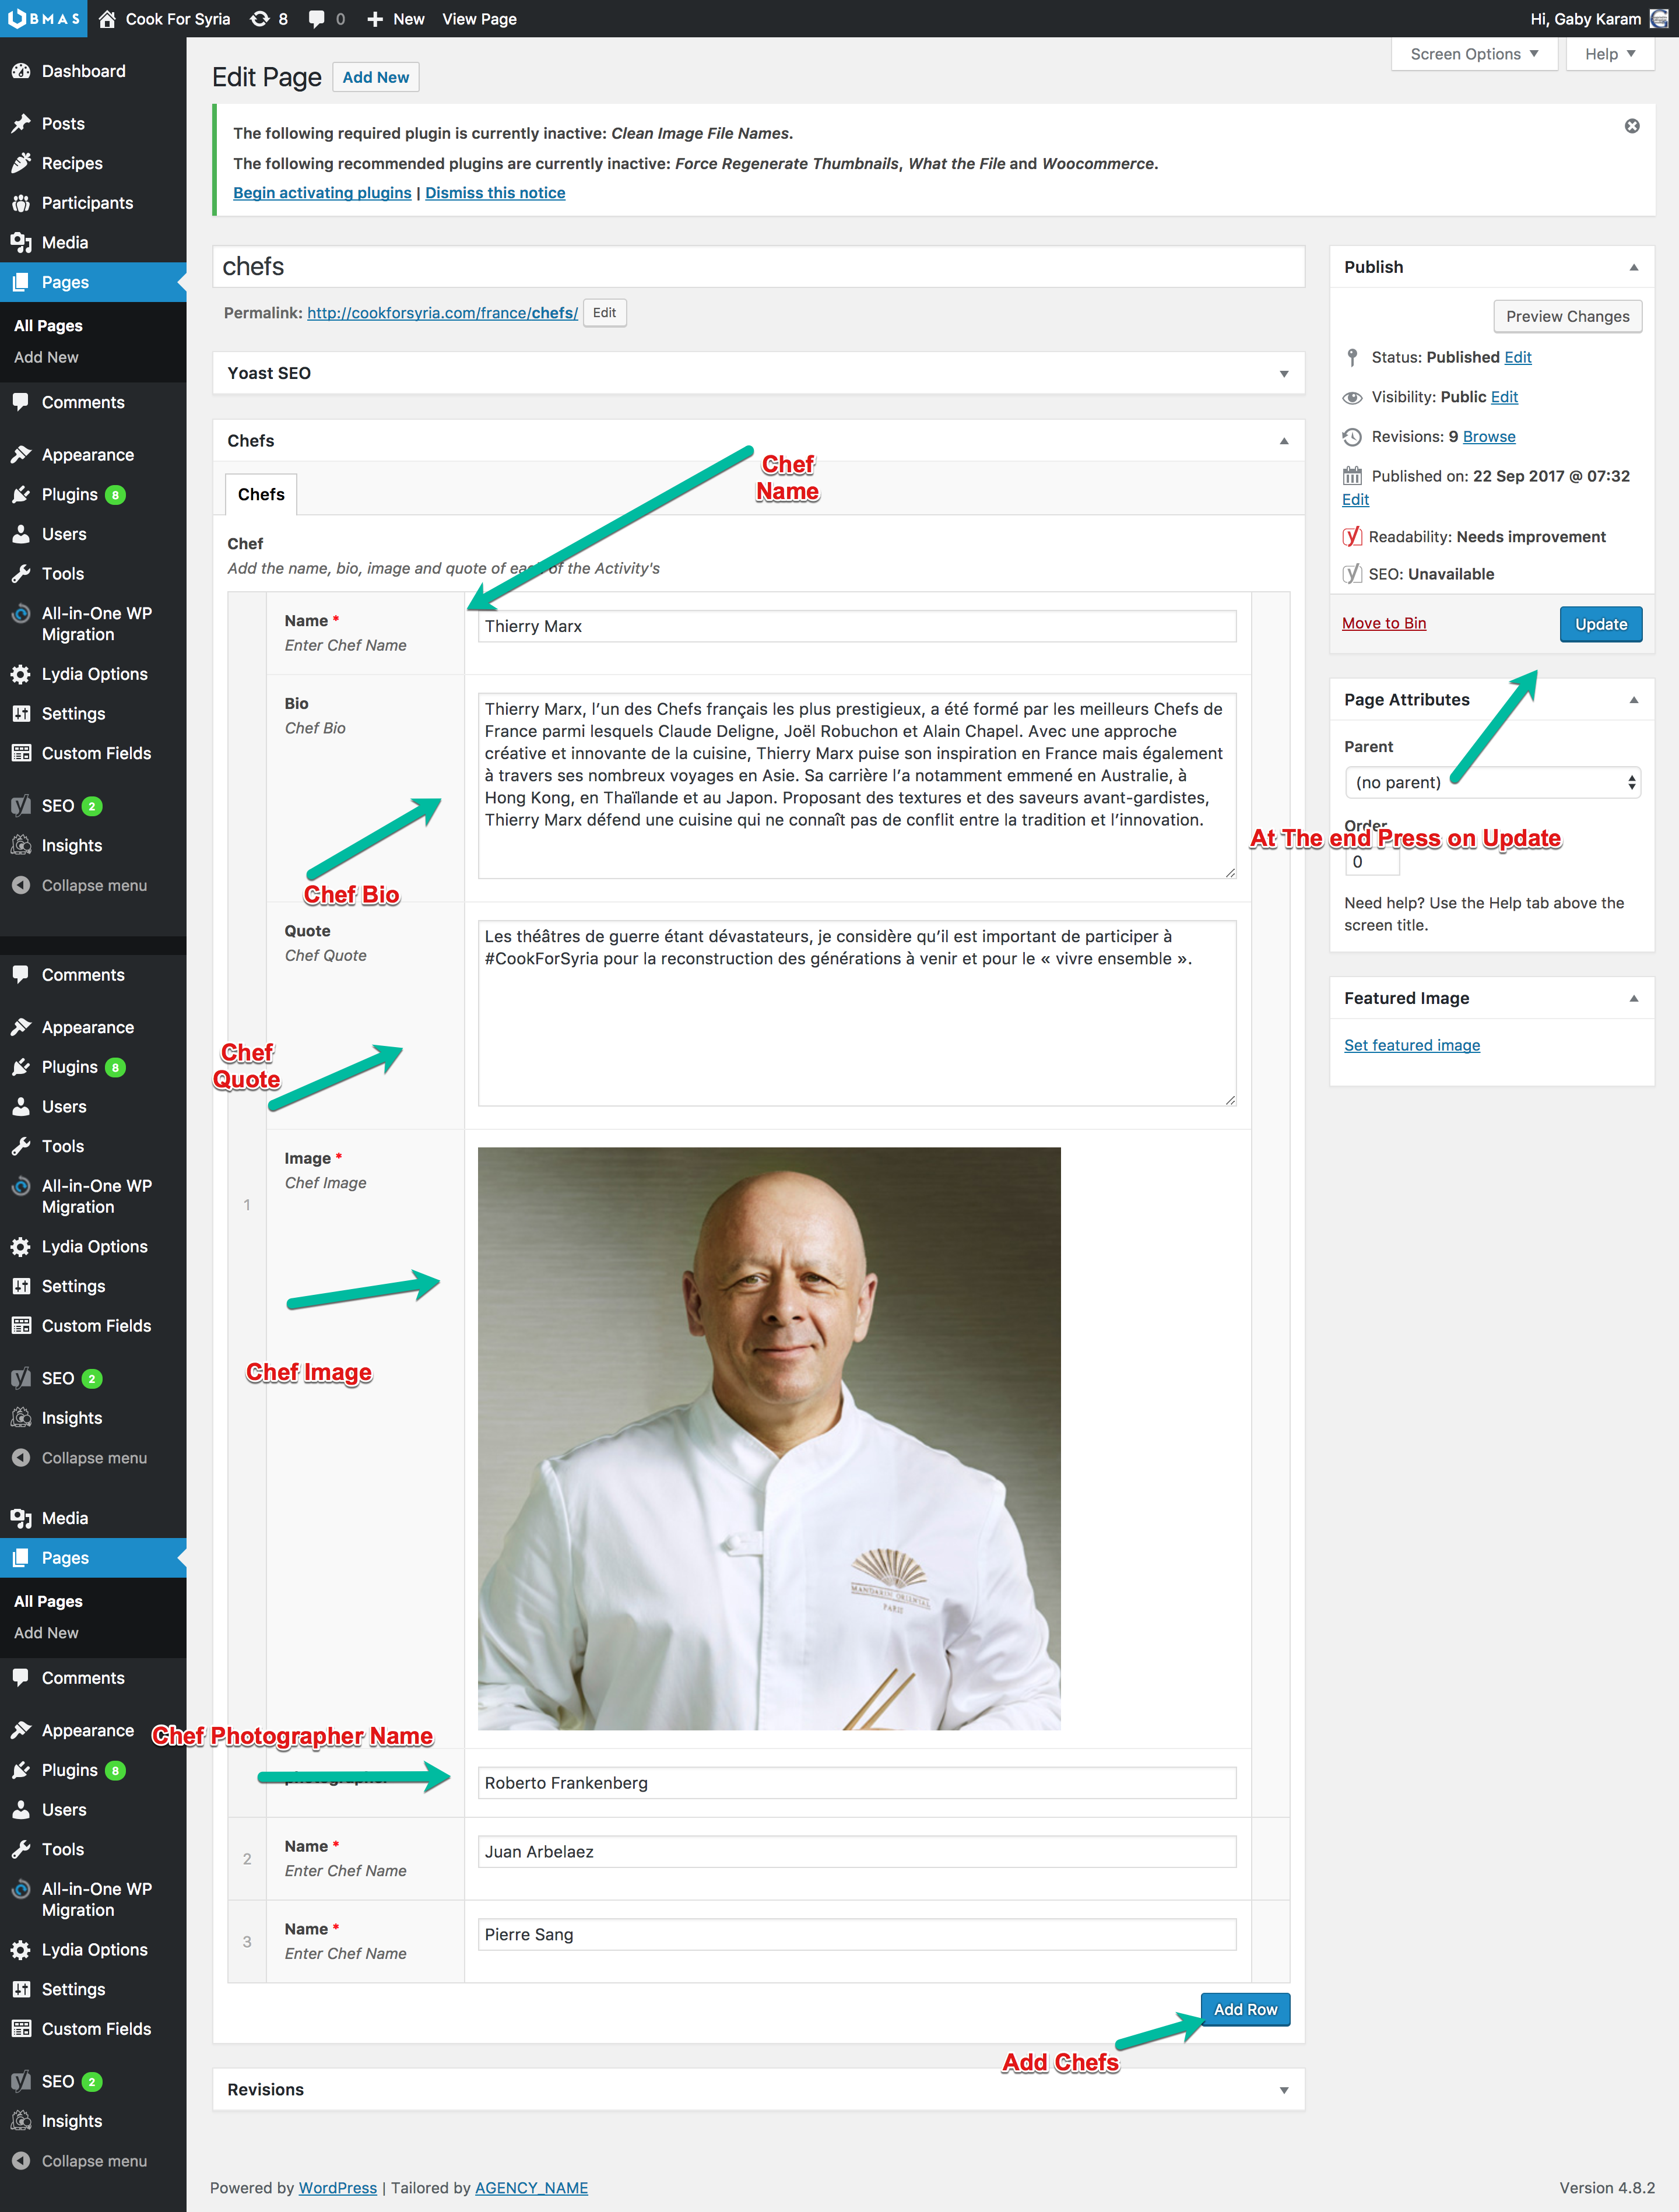 BMAS Cook For Syria 8 0 New View Page Hi, Gaby Karam
Screen Options Help
Edit Page Add New
The following required plugin is currently inactive: Clean Image File Names.
The following recommended plugins are currently inactive: Force Regenerate Thumbnails, What the File and Woocommerce.
Begin activating plugins | Dismiss this notice
Dashboard
Posts
Recipes
Participants
Media
Pages
All Pages
Add New
Comments
Appearance
Plugins 8
Users
Tools
All-in-One WP
Migration
Lydia Options
Settings
Custom Fields
SEO 2
Insights
Collapse menu
Comments
Appearance
Plugins 8
Users
Tools
All-in-One WP
Migration
Lydia Options
Settings
Custom Fields
SEO 2
Insights
Collapse menu
Media
Pages
All Pages
Add New
Comments
Appearance
Plugins 8
Users
Tools
All-in-One WP
Migration
Lydia Options
Settings
Custom Fields
SEO 2
Insights
Collapse menu
chefs
Permalink: http://cookforsyria.com/france/chefs/ Edit
Yoast SEO
Chefs
Chefs
Chef
Name
Chef
Add the name, bio, image and quote of each of the Activity's
Name *
Enter Chef Name
Thierry Marx
Bio
Chef Bio
Thierry Marx, l’un des Chefs français les plus prestigieux, a été formé par les meilleurs Chefs de
France parmi lesquels Claude Deligne, Joël Robuchon et Alain Chapel. Avec une approche
créative et innovante de la cuisine, Thierry Marx puise son inspiration en France mais également
à travers ses nombreux voyages en Asie. Sa carrière l’a notamment emmené en Australie, à
Hong Kong, en Thaïlande et au Japon. Proposant des textures et des saveurs avant-gardistes,
Thierry Marx défend une cuisine qui ne connaît pas de conflit entre la tradition et l’innovation.
Chef Bio
Quote
Chef Quote
Les théâtres de guerre étant dévastateurs, je considère qu’il est important de participer à
#CookForSyria pour la reconstruction des générations à venir et pour le « vivre ensemble ».
Chef
Quote
1
Image *
Chef Image
Chef Image
MANDARIN ORIENTAL
PARIS
Chef Photographer Name
photographer
Roberto Frankenberg
2
Name *
Enter Chef Name
Juan Arbelaez
3
Name *
Enter Chef Name
Pierre Sang
Add Row
Add Chefs
Revisions
Publish
Preview Changes
Status: Published Edit
Visibility: Public Edit
Revisions: 9 Browse
Published on: 22 Sep 2017 @ 07:32
Edit
Readability: Needs improvement
SEO: Unavailable
Move to Bin Update
Page Attributes
Parent
(no parent)
Order
At The end Press on Update
0
Need help? Use the Help tab above the
screen title.
Featured Image
Set featured image
Powered by WordPress | Tailored by AGENCY_NAME
Version 4.8.2